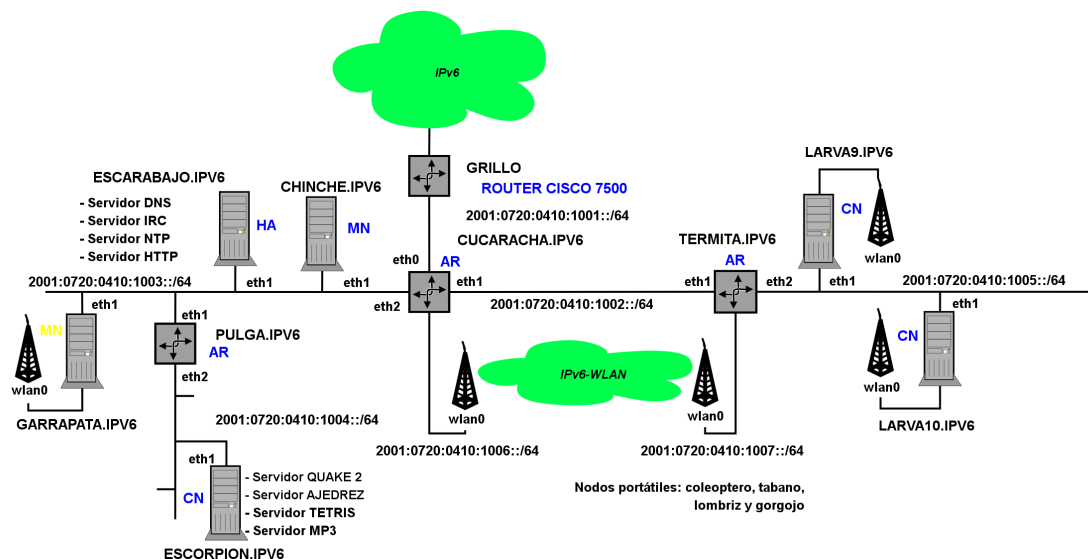 IPv6
GRILLO
ROUTER CISCO 7500
2001:0720:0410:1001::/64
ESCARABAJO.IPV6
- Servidor DNS
- Servidor IRC
- Servidor NTP
- Servidor HTTP
HA
eth1
CHINCHE.IPV6
MN
eth1
CUCARACHA.IPV6
AR
eth0
eth1
eth2
2001:0720:0410:1002::/64
TERMITA.IPV6
AR
eth1
eth2
LARVA9.IPV6
CN
wlan0
eth1
2001:0720:0410:1005::/64
eth1
CN
wlan0
LARVA10.IPV6
2001:0720:0410:1003::/64
eth1
MN
wlan0
GARRAPATA.IPV6
eth1
PULGA.IPV6
AR
eth2
2001:0720:0410:1004::/64
eth1
CN
- Servidor QUAKE 2
- Servidor AJEDREZ
- Servidor TETRIS
- Servidor MP3
ESCORPION.IPV6
wlan0
2001:0720:0410:1006::/64
IPv6-WLAN
wlan0
2001:0720:0410:1007::/64
Nodos portátiles: coleoptero, tabano,
lombriz y gorgojo